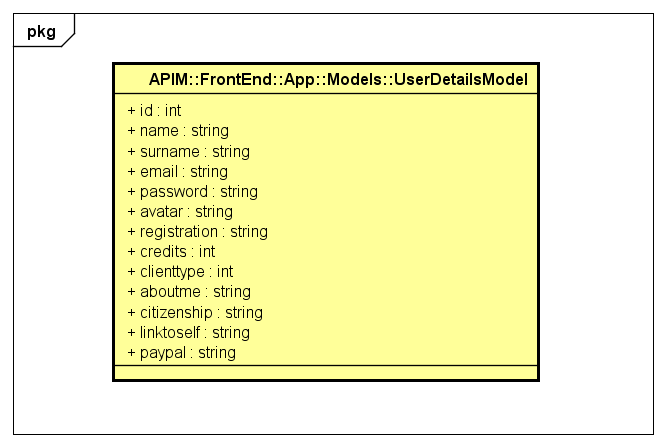 pkg
APIM::FrontEnd::App::Models::UserDetailsModel
+ id : int
+ name : string
+ surname : string
+ email : string
+ password : string
+ avatar : string
+ registration : string
+ credits : int
+ clienttype : int
+ aboutme : string
+ citizenship : string
+ linktoself : string
+ paypal : string